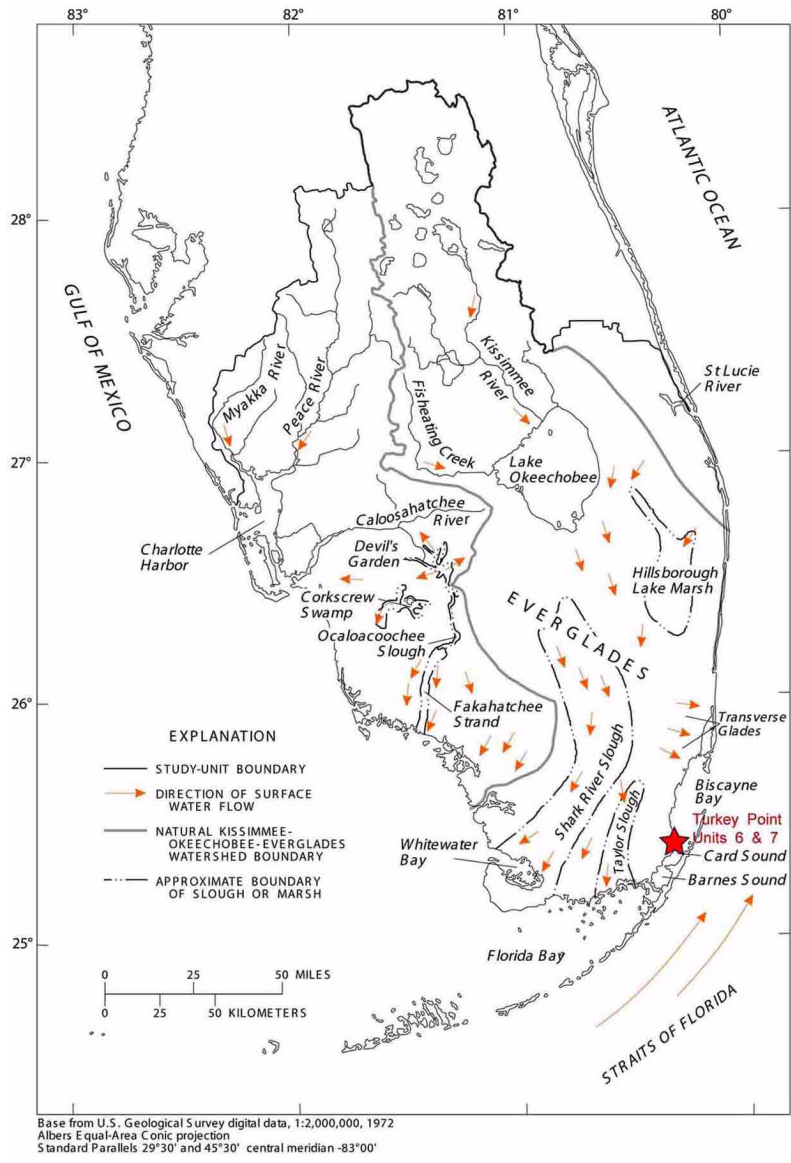 83°
82°
81°
80°
ATLANTIC OCEAN
28°
GULF OF MEXICO
Kissimmee
River
St Lucie
River
Myakka River
Peace River
Fisheating Creek
27°
Lake
Okeechobee
Caloosahatchee
River
Charlotte
Harbor
Devil's
Garden
Hillsborough
Lake Marsh
Corkscrew
Swamp
EVERGLADES
Ocaloacoochee
Slough
26°
Fakahatchee
Strand
Transverse
Glades
EXPLANATION
STUDY-UNIT BOUNDARY
DIRECTION OF SURFACE
WATER FLOW
NATURAL KISSIMMEE-
OKEECHOBEE-EVERGLADES
WATERSHED BOUNDARY
APPROXIMATE BOUNDARY
OF SLOUGH OR MARSH
Shark River Slough
Taylor Slough
Biscayne
Bay
Turkey Point
Units 6 & 7
Card Sound
Barnes Sound
Whitewater
Bay
25°
Florida Bay
0 25 50 MILES
0 25 50 KILOMETERS
STRAITS OF FLORIDA
Base from U.S. Geological Survey digital data, 1:2,000,000, 1972
Albers Equal-Area Conic projection
Standard Parallels 29°30' and 45°30' central meridian -83°00'